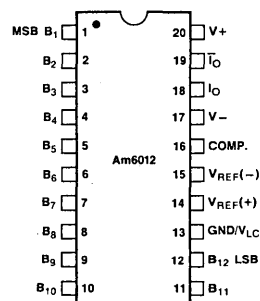 MSB B₁ 1 20 V+
B₂ 2 19 I̅O
B₃ 3 18 IO
B₄ 4 17 V−
B₅ 5 16 COMP.
Am6012
B₆ 6 15 VREF(−)
B₇ 7 14 VREF(+)
B₈ 8 13 GND/VLC
B₉ 9 12 B₁₂ LSB
B₁₀ 10 11 B₁₁